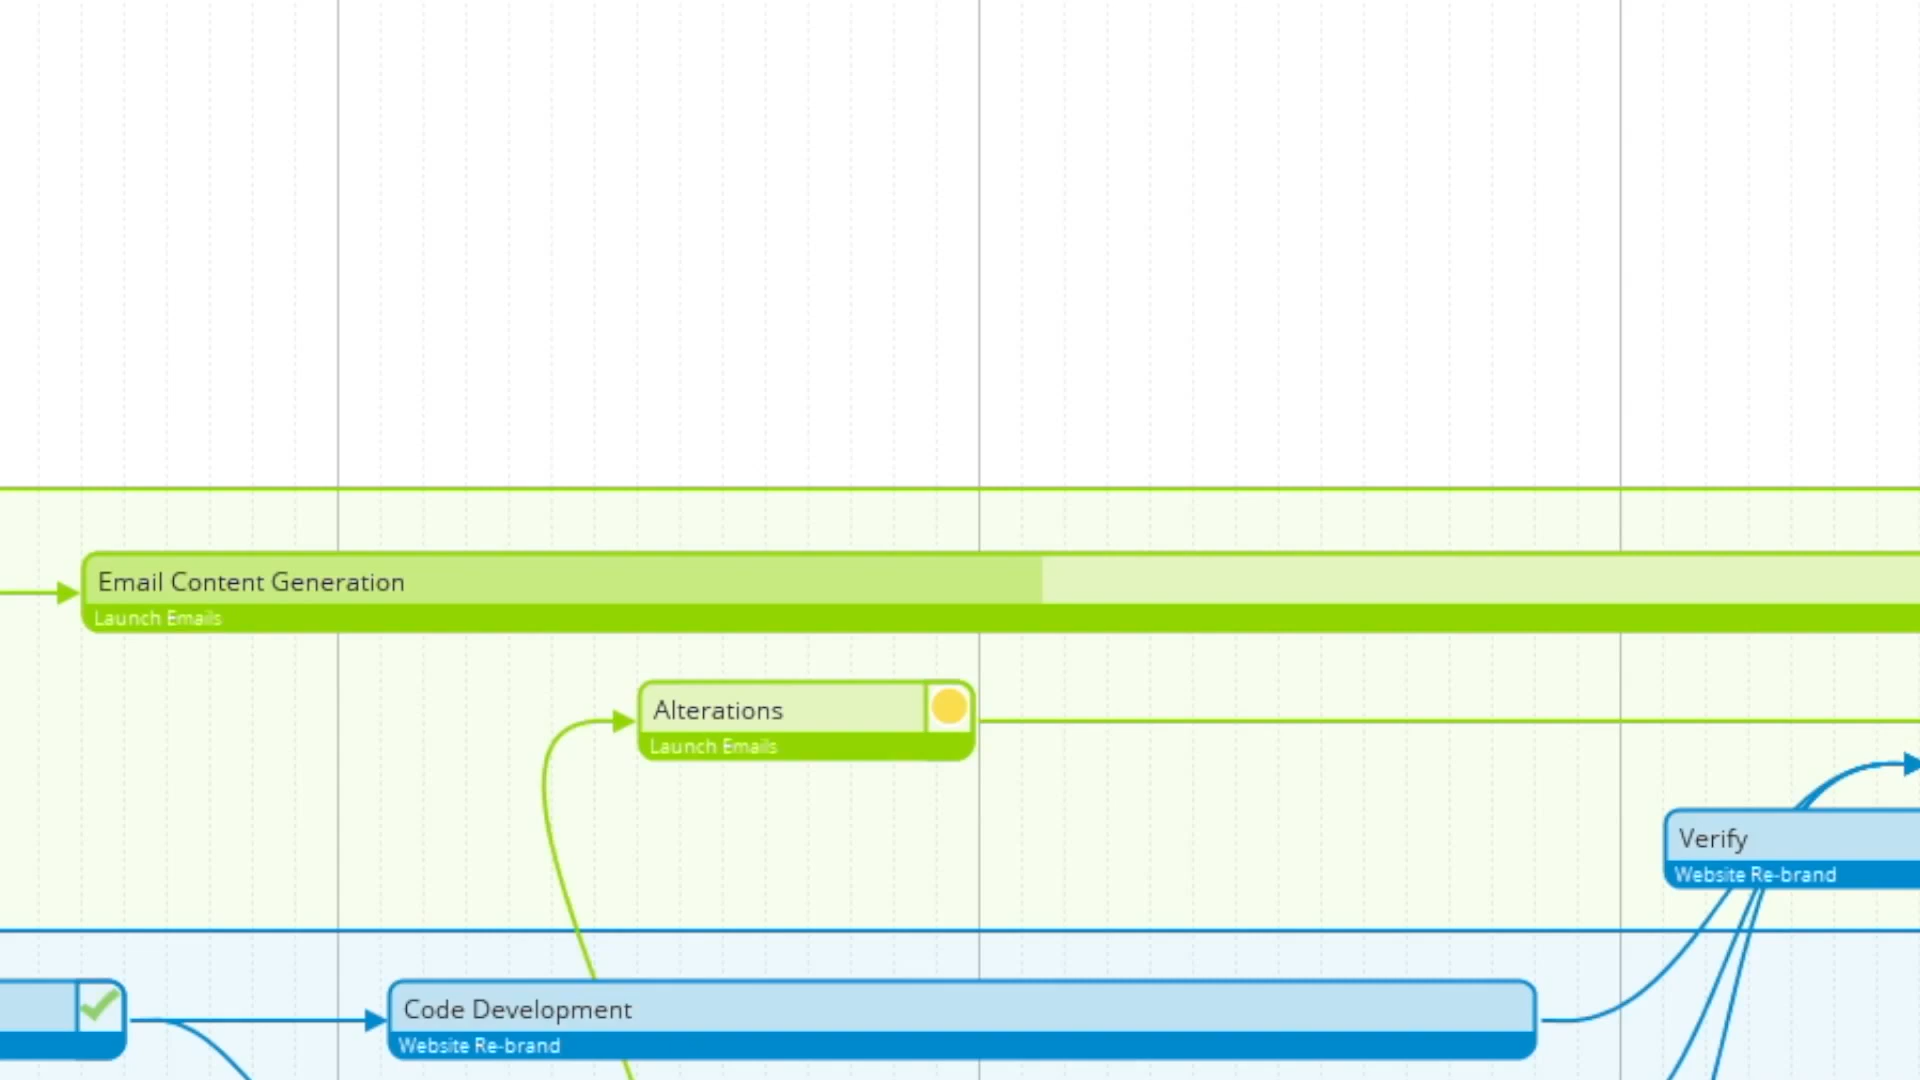 Email Content Generation
Launch Emails
Alterations
Launch Emails
Verify
Website Re-brand
Code Development
Website Re-brand